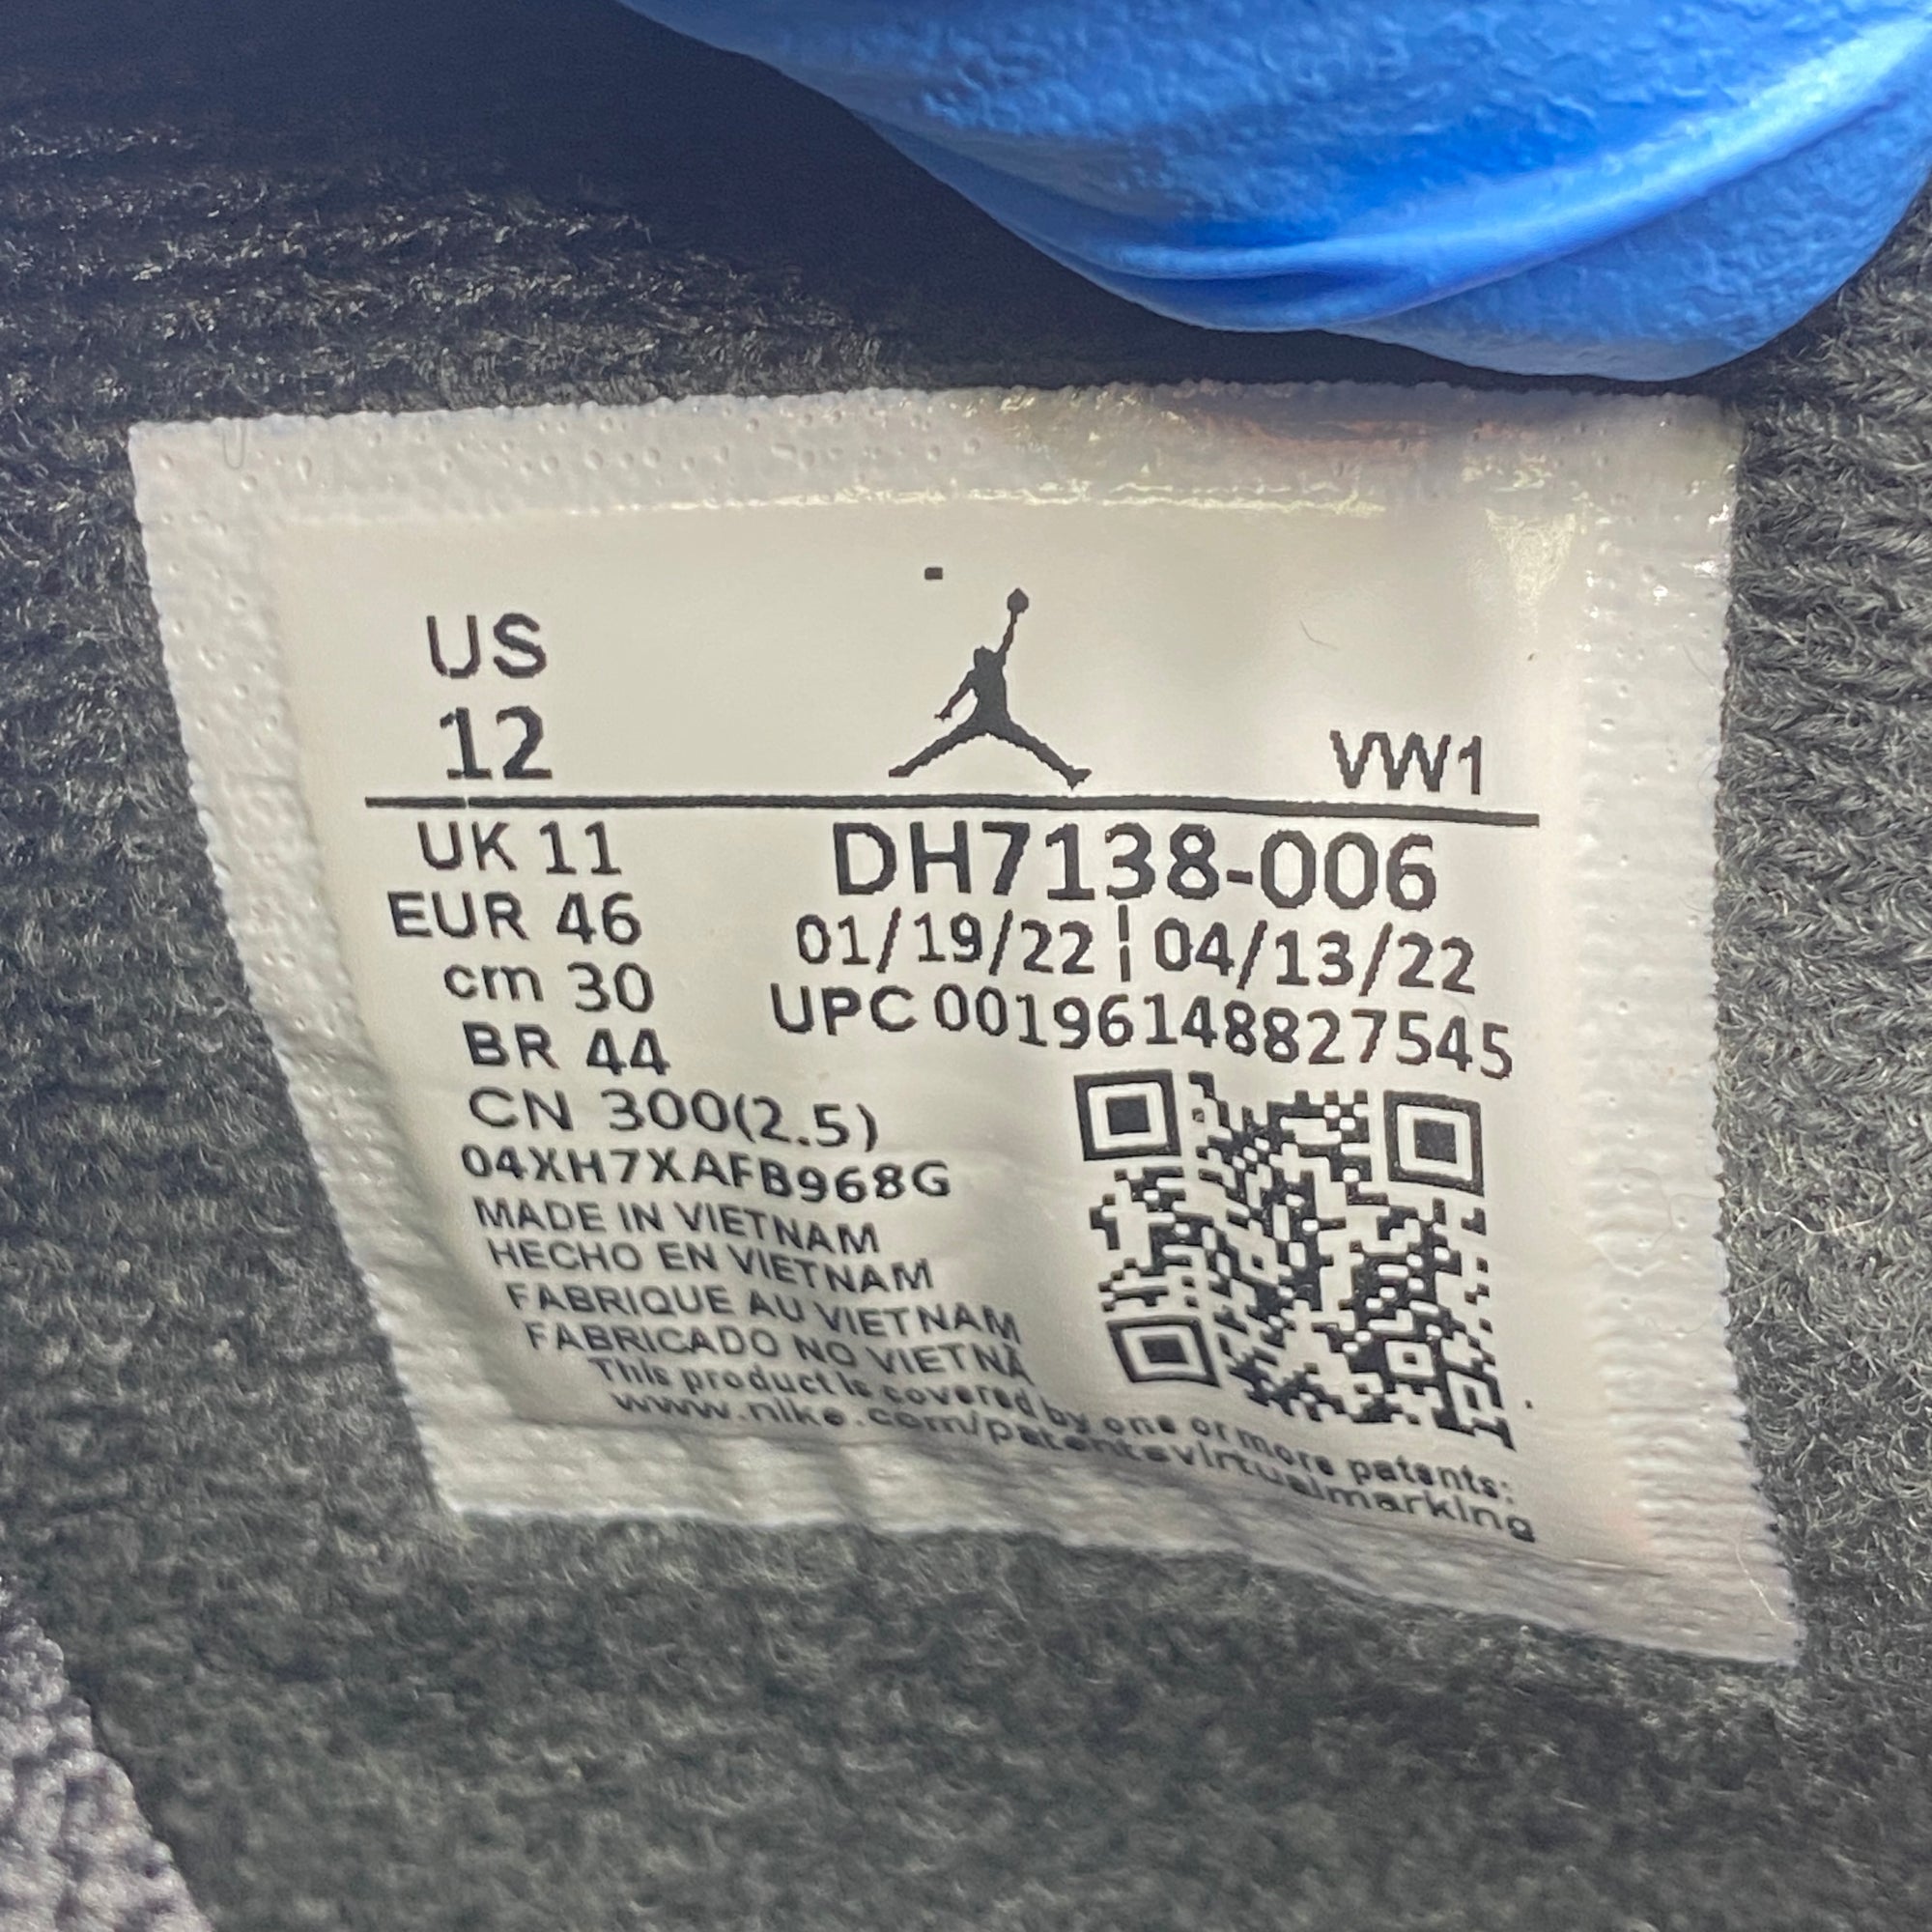 US
12
VW1
UK 11
EUR 46
cm 30
BR 44
CN 300(2.5)
04XH7XAFB968G
DH7138-006
01/19/22 ¦ 04/13/22
UPC 00196148827545
MADE IN VIETNAM
HECHO EN VIETNAM
FABRIQUE AU VIETNAM
FABRICADO NO VIETNÃ
This product is covered by one or more patents:
www.nike.com/patentsvirtualmarking